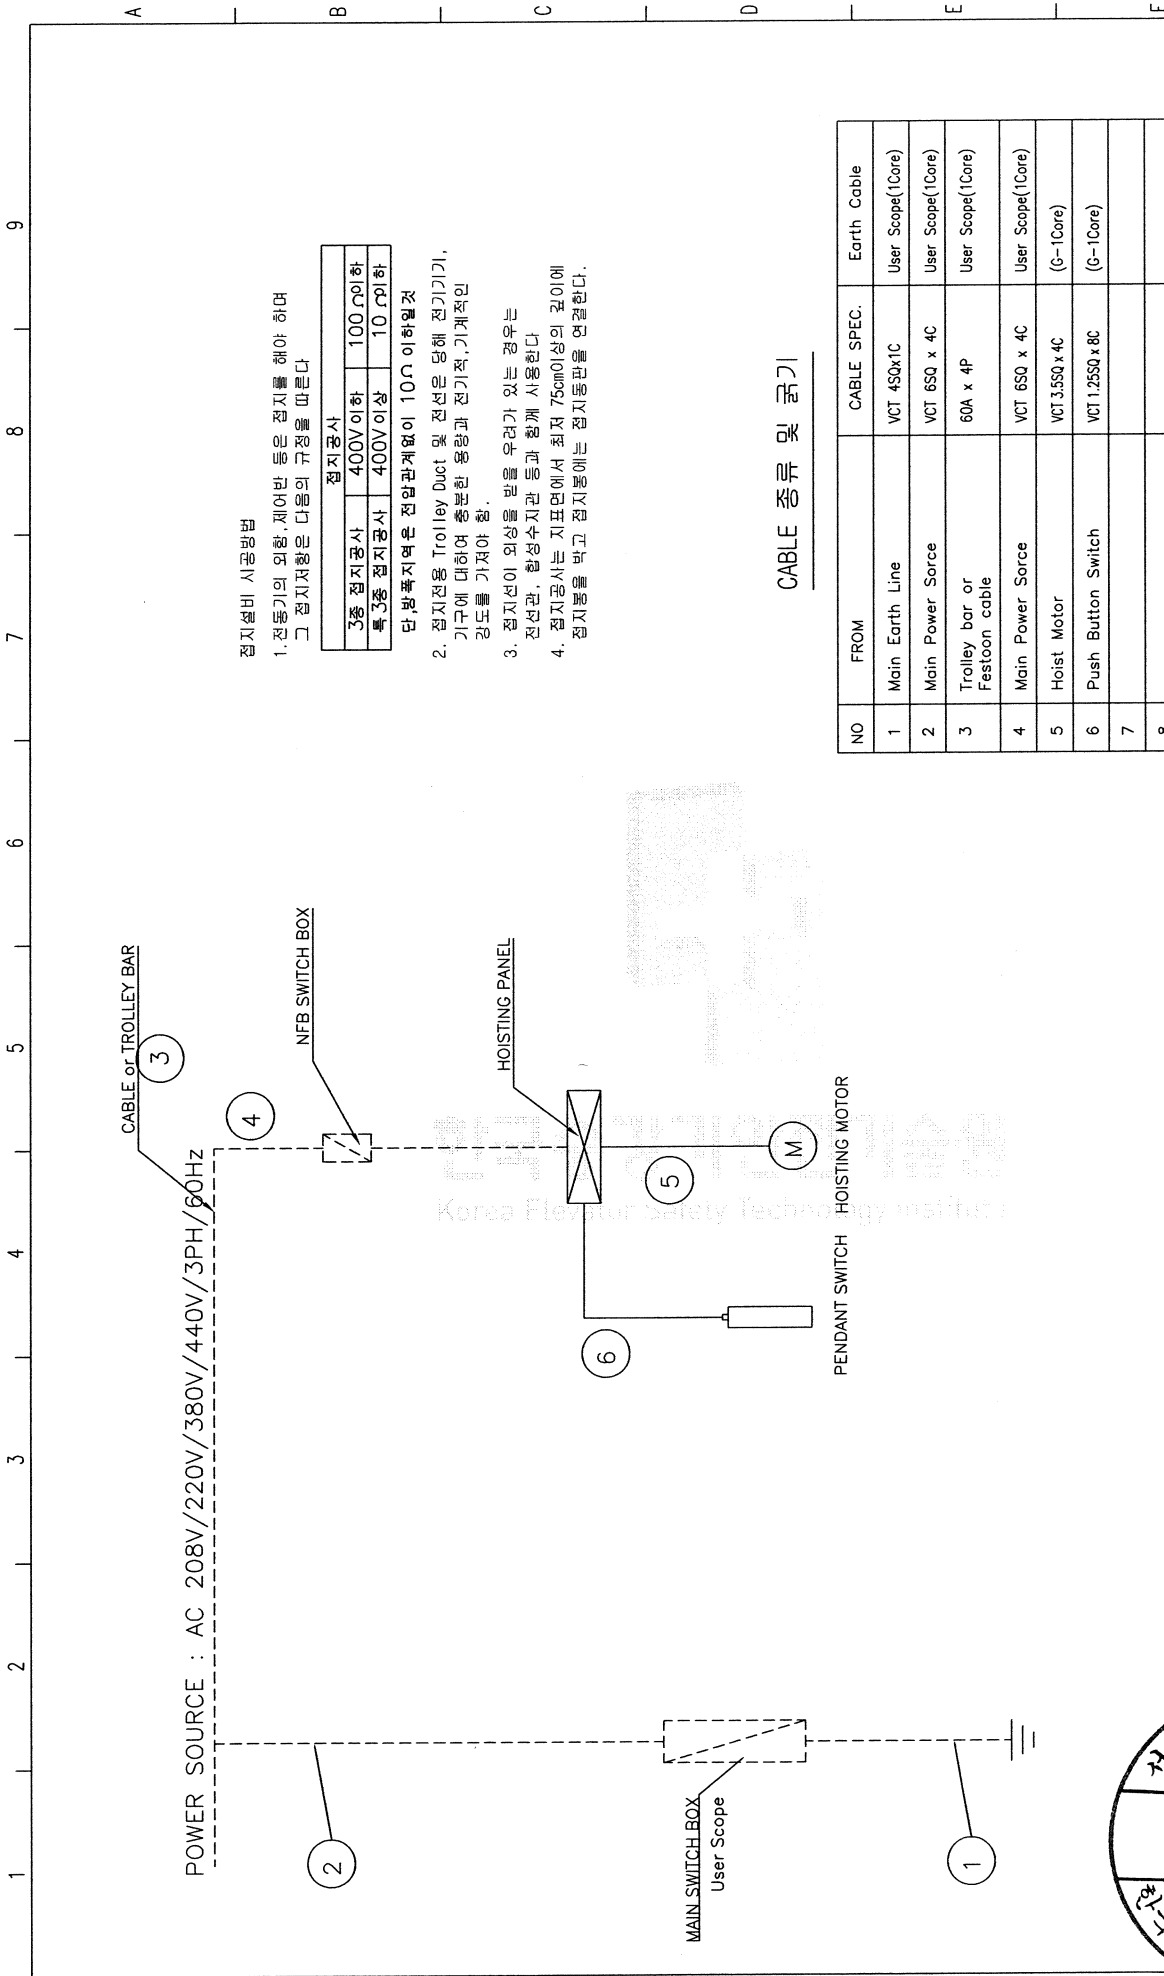 1 2 3 4 5 6 7 8 9
A
B
C
D
E
F
POWER SOURCE : AC 208V/220V/380V/440V/3PH/60Hz
CABLE or TROLLEY BAR
3
4
NFB SWITCH BOX
HOISTING PANEL
5
M
6
PENDANT SWITCH HOISTING MOTOR
2
MAIN SWITCH BOX
User Scope
1
Korea Elevator Safety Technology Institute
접지설비 시공방법
1.전동기의 외함,제어반 등은 접지를 해야 하며
그 접지저항은 다음의 규정을 따른다
접지공사
3종 접지공사 400V 이하 100 Ω이하
특 3종 접지공사 400V 이상 10 Ω이하
단,방폭지역은 전압관계없이 10Ω 이하일것
2. 접지전용 Trolley Duct 및 전선은 당해 전기기기,
기구에 대하여 충분한 용량과 전기적,기계적인
강도를 가져야 함.
3. 접지선이 외상을 받을 우려가 있는 경우는
전선관, 합성수지관 등과 함께 사용한다
4. 접지공사는 지표면에서 최저 75cm이상의 깊이에
접지봉을 박고 접지봉에는 접지동판을 연결한다.
CABLE 종류 및 굵기
NO FROM CABLE SPEC. Earth Cable
1 Main Earth Line VCT 4SQx1C User Scope(1Core)
2 Main Power Sorce VCT 6SQ x 4C User Scope(1Core)
3 Trolley bar or Festoon cable 60A x 4P User Scope(1Core)
4 Main Power Sorce VCT 6SQ x 4C User Scope(1Core)
5 Hoist Motor VCT 3.5SQ x 4C (G-1Core)
6 Push Button Switch VCT 1.25SQ x 8C (G-1Core)
7
8